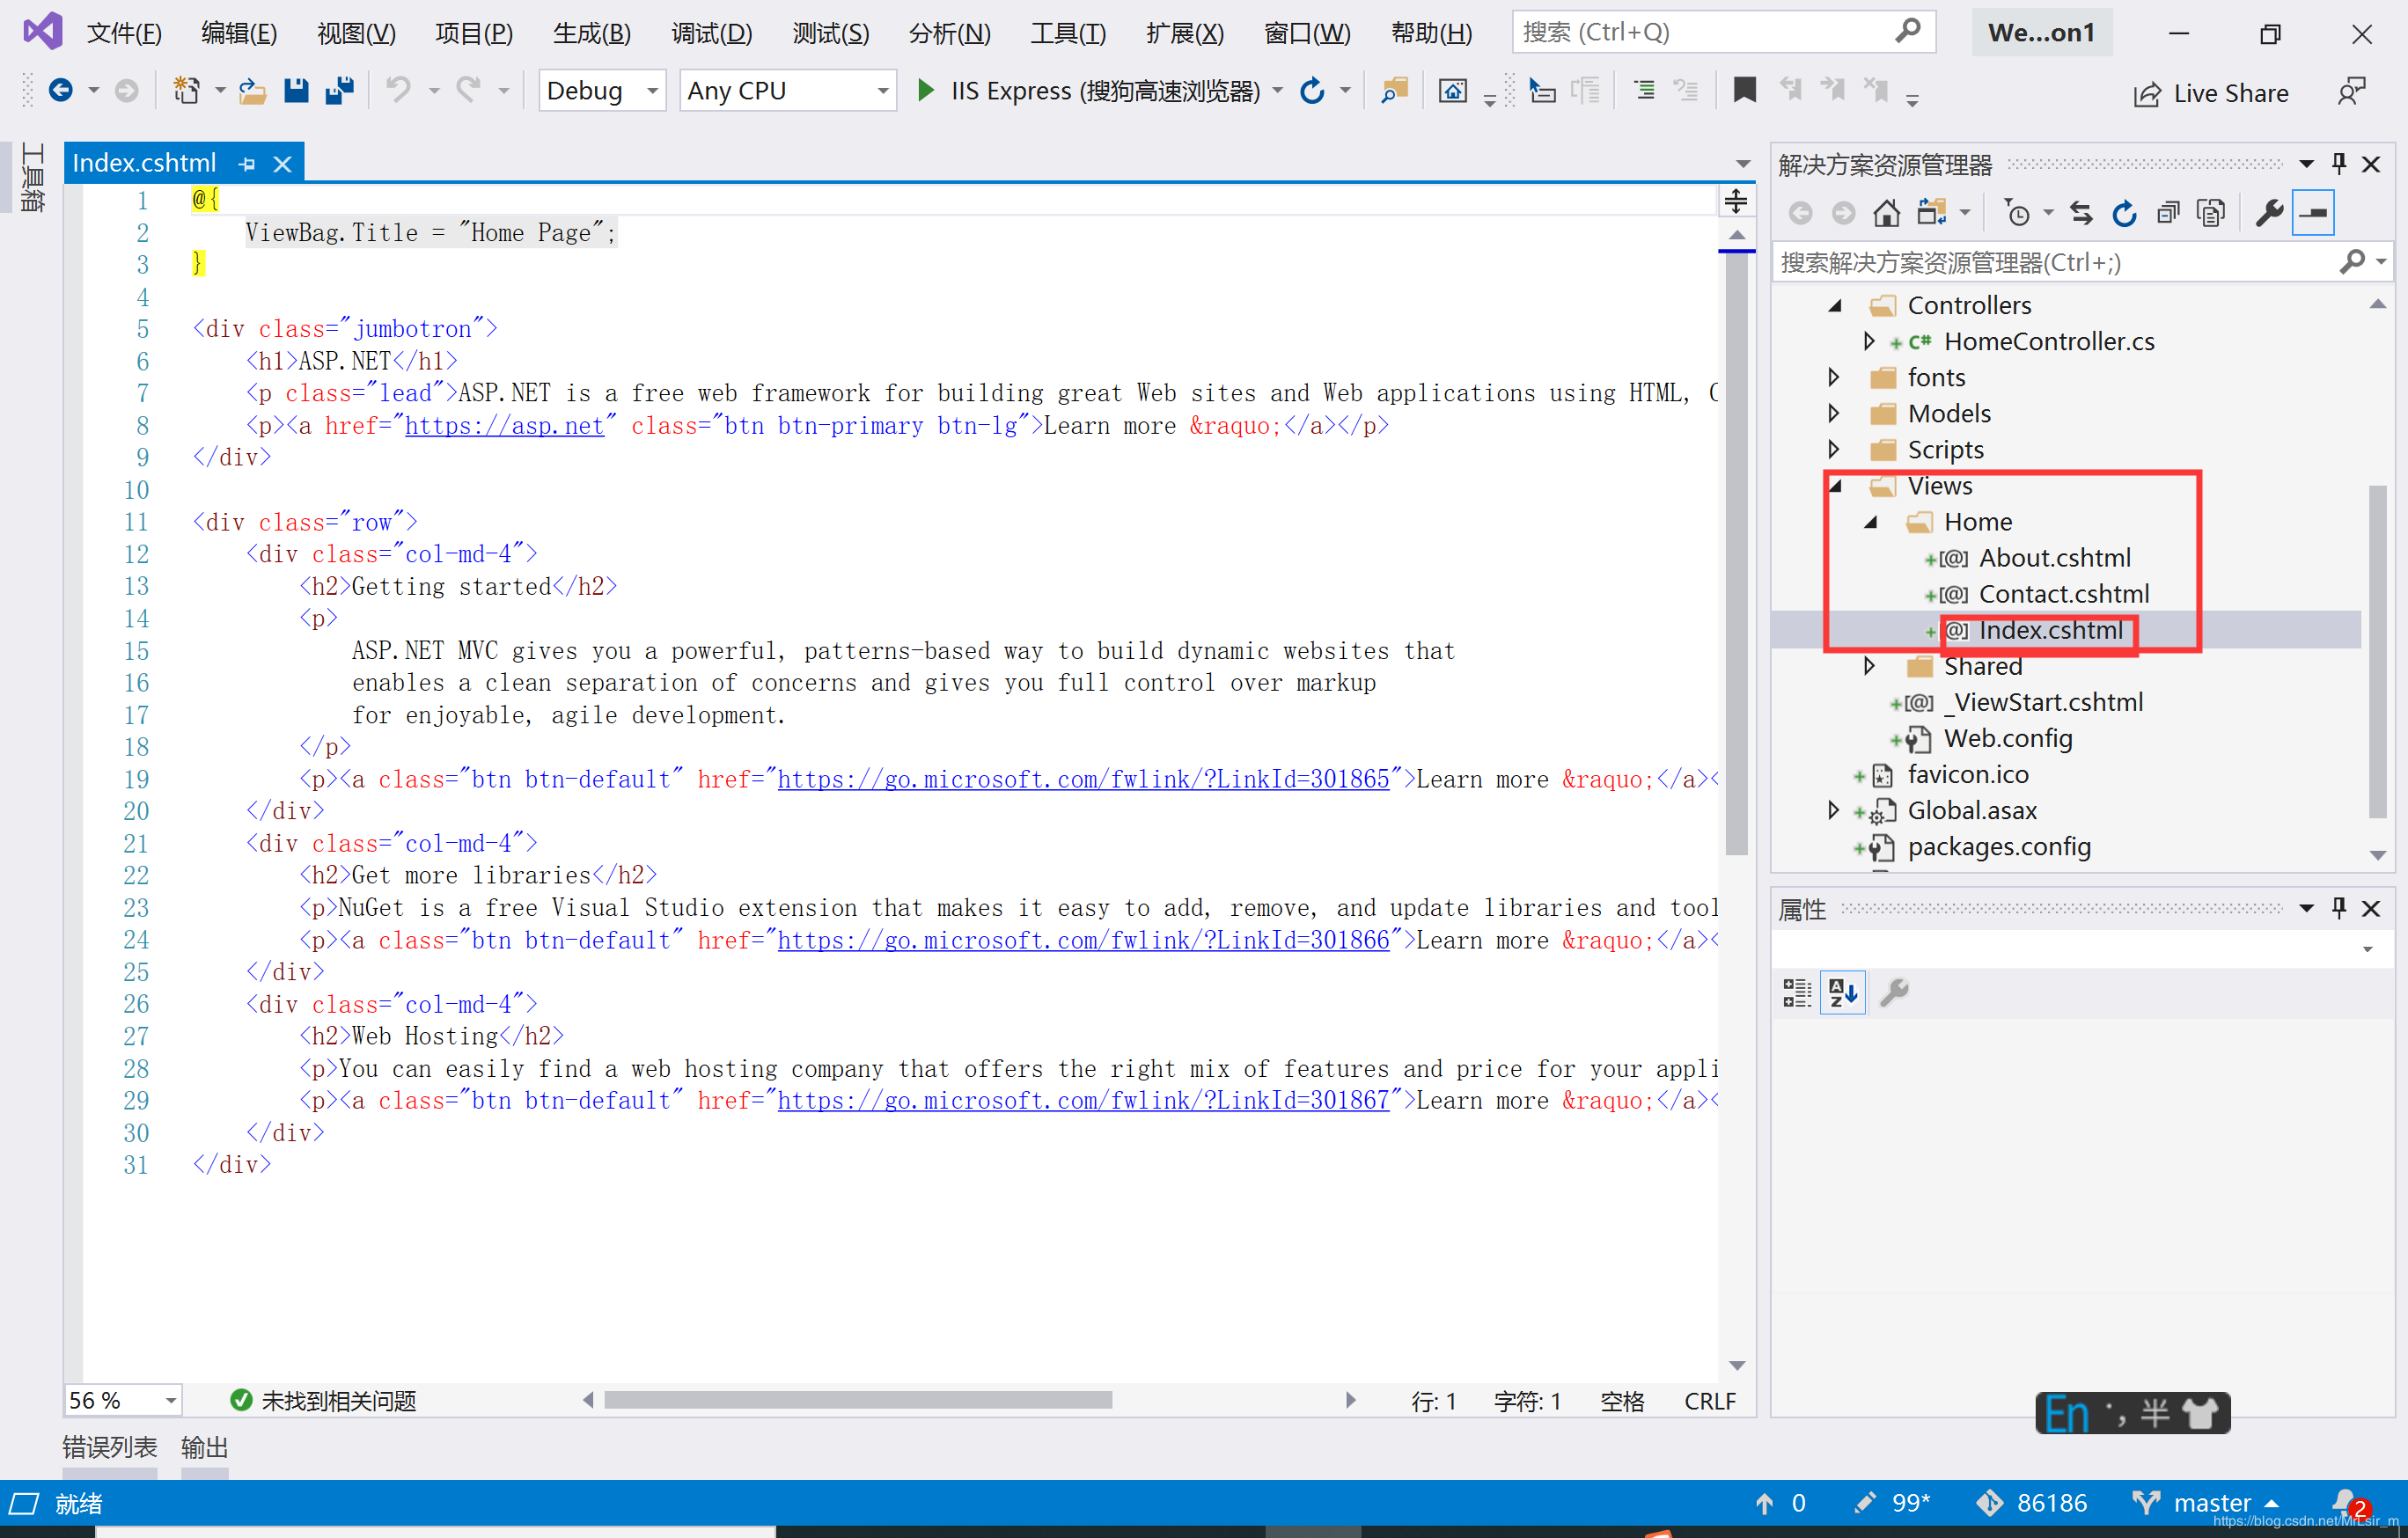 文件(F) 编辑(E) 视图(V) 项目(P) 生成(B) 调试(D) 测试(S) 分析(N) 工具(T) 扩展(X) 窗口(W) 帮助(H) 搜索 (Ctrl+Q) We...on1
Debug Any CPU IIS Express (搜狗高速浏览器) Live Share
工具箱
Index.cshtml
1 @{
2 ViewBag.Title = "Home Page";
3 }
4
5 <div class="jumbotron">
6 <h1>ASP.NET</h1>
7 <p class="lead">ASP.NET is a free web framework for building great Web sites and Web applications using HTML,
8 <p><a href="https://asp.net" class="btn btn-primary btn-lg">Learn more &raquo;</a></p>
9 </div>
10
11 <div class="row">
12 <div class="col-md-4">
13 <h2>Getting started</h2>
14 <p>
15 ASP.NET MVC gives you a powerful, patterns-based way to build dynamic websites that
16 enables a clean separation of concerns and gives you full control over markup
17 for enjoyable, agile development.
18 </p>
19 <p><a class="btn btn-default" href="https://go.microsoft.com/fwlink/?LinkId=301865">Learn more &raquo;</a><
20 </div>
21 <div class="col-md-4">
22 <h2>Get more libraries</h2>
23 <p>NuGet is a free Visual Studio extension that makes it easy to add, remove, and update libraries and tool
24 <p><a class="btn btn-default" href="https://go.microsoft.com/fwlink/?LinkId=301866">Learn more &raquo;</a><
25 </div>
26 <div class="col-md-4">
27 <h2>Web Hosting</h2>
28 <p>You can easily find a web hosting company that offers the right mix of features and price for your appli
29 <p><a class="btn btn-default" href="https://go.microsoft.com/fwlink/?LinkId=301867">Learn more &raquo;</a><
30 </div>
31 </div>
56 % 未找到相关问题 行: 1 字符: 1 空格 CRLF
错误列表 输出
解决方案资源管理器
搜索解决方案资源管理器(Ctrl+;)
Controllers
C# HomeController.cs
fonts
Models
Scripts
Views
Home
[@] About.cshtml
[@] Contact.cshtml
[@] Index.cshtml
Shared
[@] _ViewStart.cshtml
Web.config
favicon.ico
Global.asax
packages.config
属性
En 半
就绪 0 99* 86186 master 2
https://blog.csdn.net/MrLsir_m